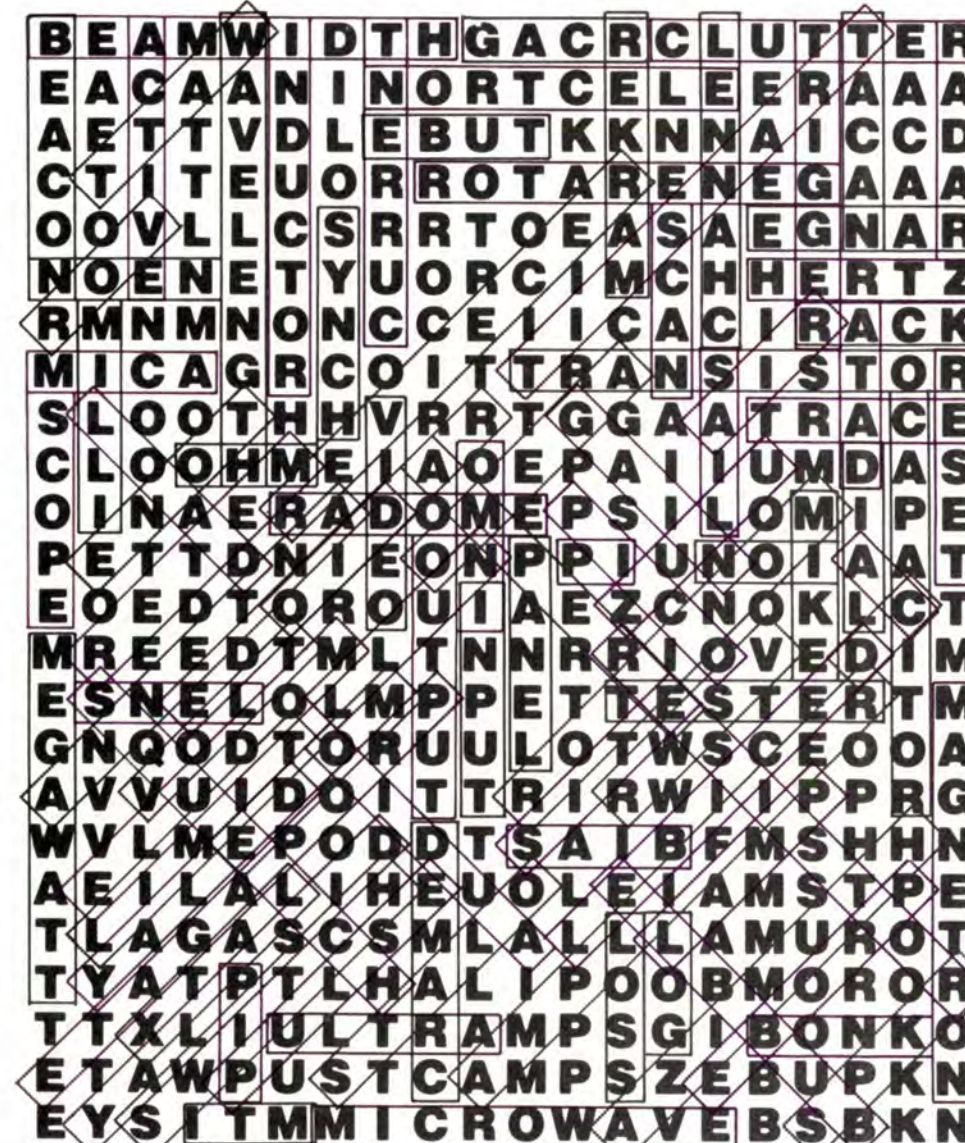 BEAMWIDTHGACRCLUTTER
EACAANINORTCELEERAAA
AETTVDLEBUTKKNNAICCD
CTITEUORROTARENEGAAA
OOVLLCSRRTOEASAEGNAR
NOENETYUORCIMCHHERTZ
RMNMNONCCEIICACIRACK
MICAGRCOITTRANSISTOR
SLOOTHHVRRTGGAATRACE
CLOOHMEIAOEPAIIUMDAS
OINAERADOMEPSILOMIPE
PETTDNIEONPPIUNOIAAT
EOEDTOROUIAEZCNOKLCT
MREEDTMLTNNRRIOVEDIM
ESNELOLMPPETTESTERTM
GNQODTORUULOTWSCEOOA
AVVUIDOITTRIRWIIPPRG
WVLMEPODDTSAIBFMSHHN
AEILALIHEUOLEIAMSTPE
TLAGASCSMLALLLAMUROT
TYATPTLHALIPOOBMOROR
TTXLIULTRAMPSGIBONKO
ETAWPUSTCAMPSZEBUPKN
EYSITMMICROWAVEBSBKN